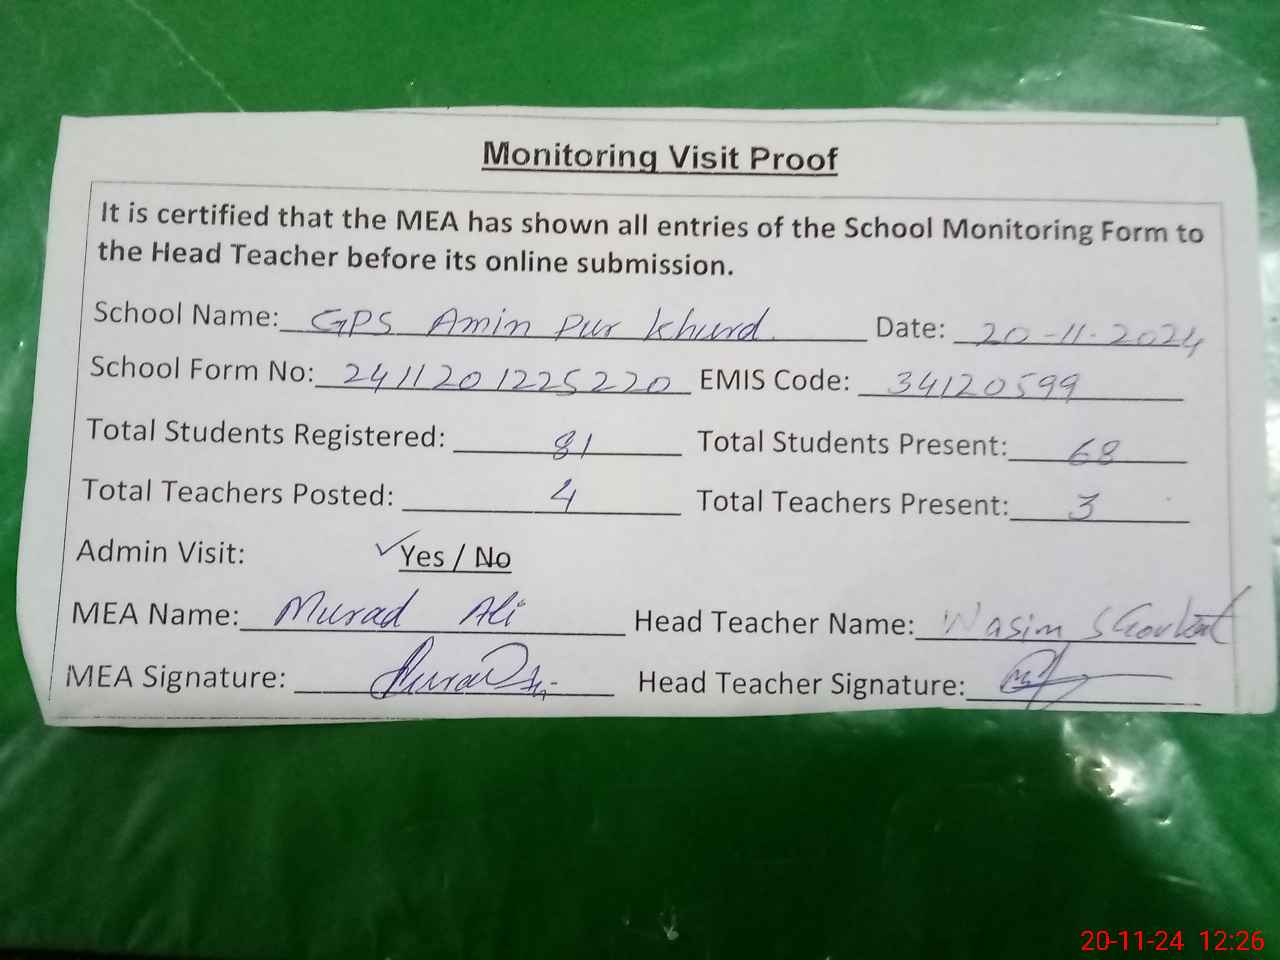 Monitoring Visit Proof
It is certified that the MEA has shown all entries of the School Monitoring Form to
the Head Teacher before its online submission.
School Name: GPS Amin Pur Khurd Date: 20-11-2024
School Form No: 2411201225220 EMIS Code: 34120599
Total Students Registered: 81 Total Students Present: 68
Total Teachers Posted: 4 Total Teachers Present: 3
Admin Visit: ✓Yes / No
MEA Name: Murad Ali Head Teacher Name: Wasim Shoukat
MEA Signature: Head Teacher Signature:
20-11-24 12:26